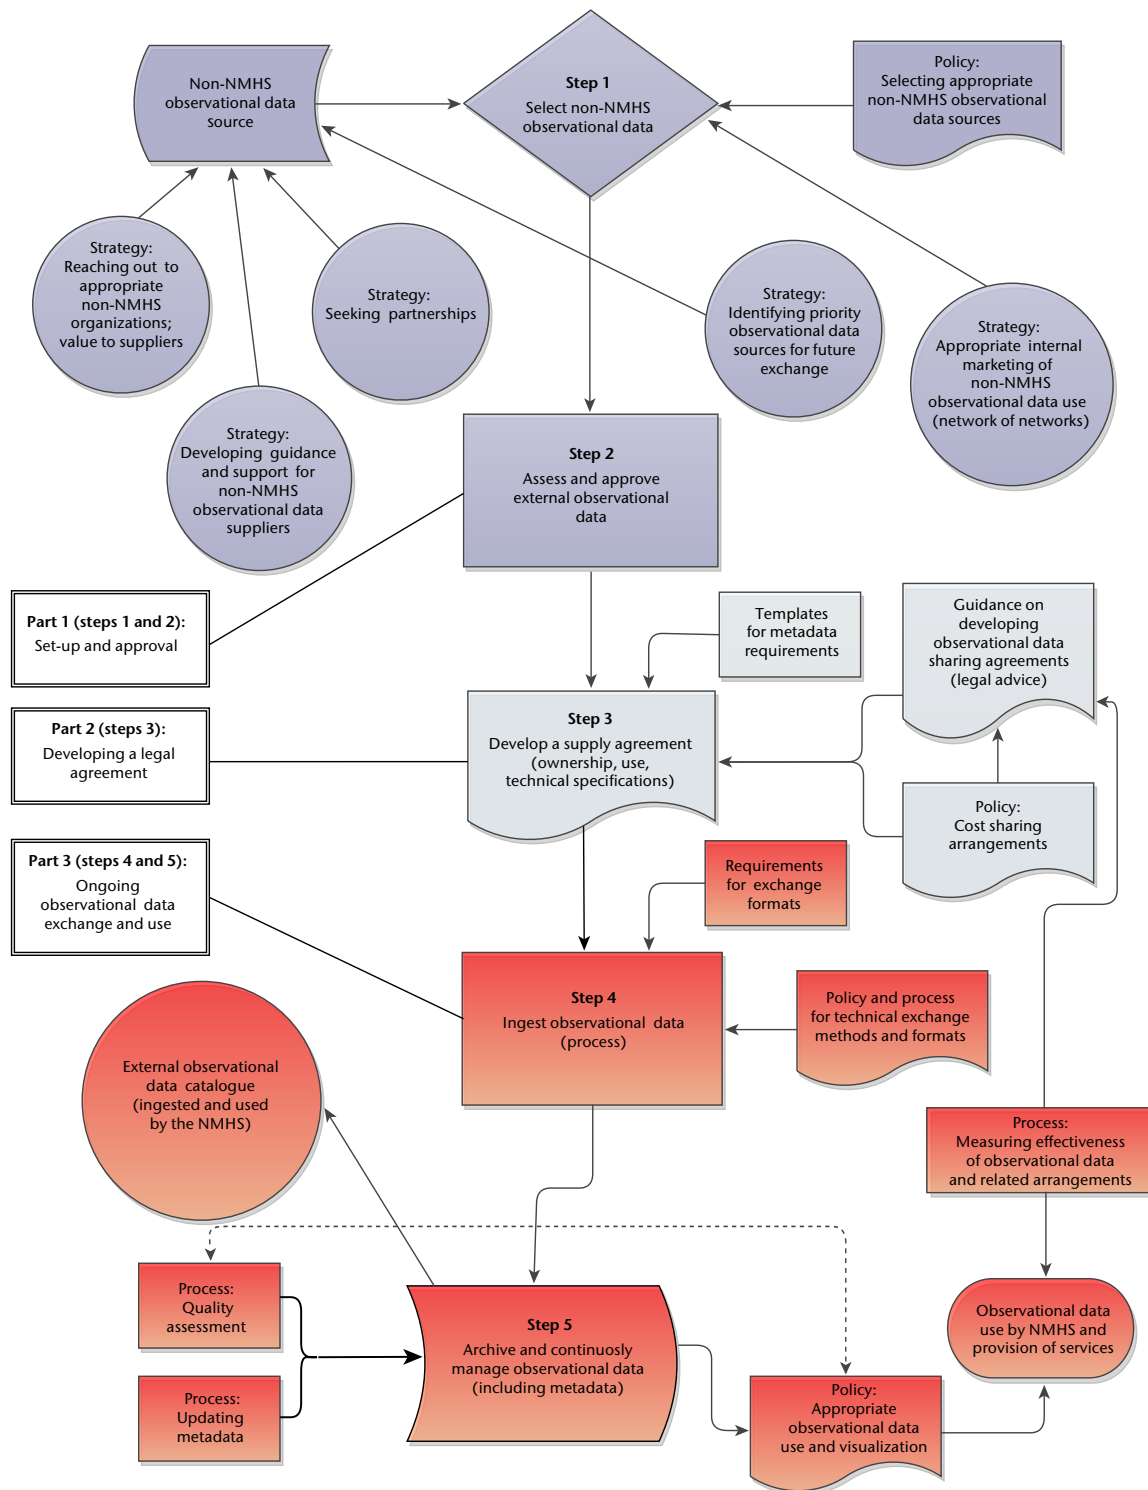 Non-NMHS
observational data
source
Step 1
Select non-NMHS
observational data
Policy:
Selecting appropriate
non-NMHS observational
data sources
Strategy:
Reaching out to
appropriate
non-NMHS
organizations;
value to suppliers
Strategy:
Seeking partnerships
Strategy:
Identifying priority
observational data
sources for future
exchange
Strategy:
Appropriate internal
marketing of
non-NMHS
observational data use
(network of networks)
Strategy:
Developing guidance
and support for
non-NMHS
observational data
suppliers
Step 2
Assess and approve
external observational
data
Part 1 (steps 1 and 2):
Set-up and approval
Templates
for metadata
requirements
Guidance on
developing
observational data
sharing agreements
(legal advice)
Part 2 (steps 3):
Developing a legal
agreement
Step 3
Develop a supply agreement
(ownership, use,
technical specifications)
Policy:
Cost sharing
arrangements
Part 3 (steps 4 and 5):
Ongoing
observational data
exchange and use
Requirements
for exchange
formats
Step 4
Ingest observational data
(process)
Policy and process
for technical exchange
methods and formats
External observational
data catalogue
(ingested and used
by the NMHS)
Process:
Measuring effectiveness
of observational data
and related arrangements
Process:
Quality
assessment
Step 5
Archive and continuosly
manage observational data
(including metadata)
Observational data
use by NMHS and
provision of services
Process:
Updating
metadata
Policy:
Appropriate
observational data
use and visualization